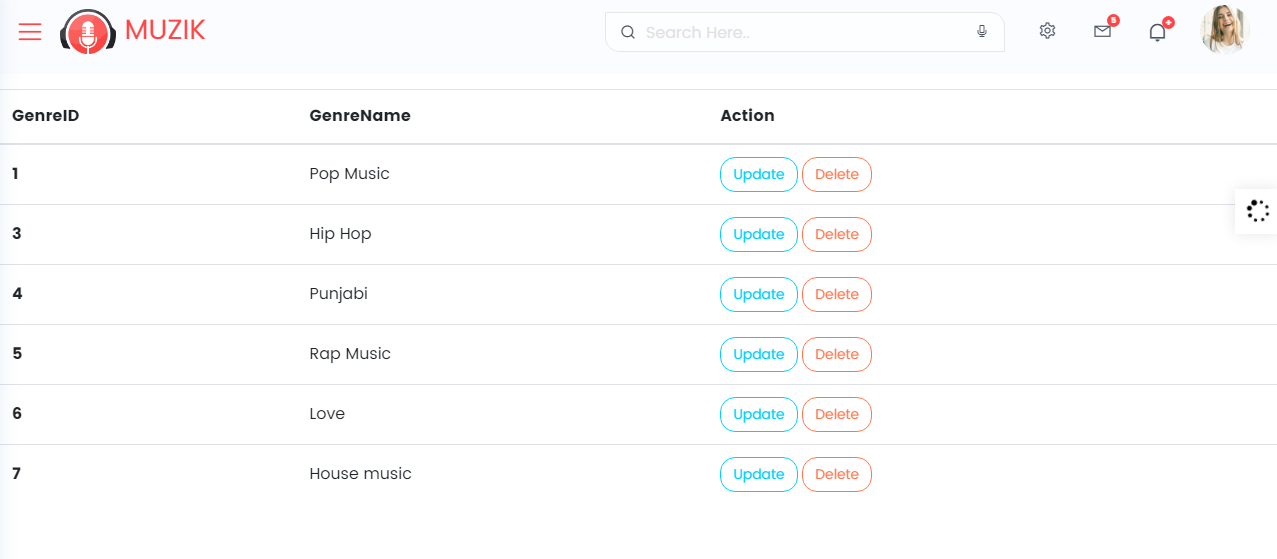 MUZIK
Search Here..
5
+
GenreID GenreName Action
1 Pop Music Update Delete
3 Hip Hop Update Delete
4 Punjabi Update Delete
5 Rap Music Update Delete
6 Love Update Delete
7 House music Update Delete